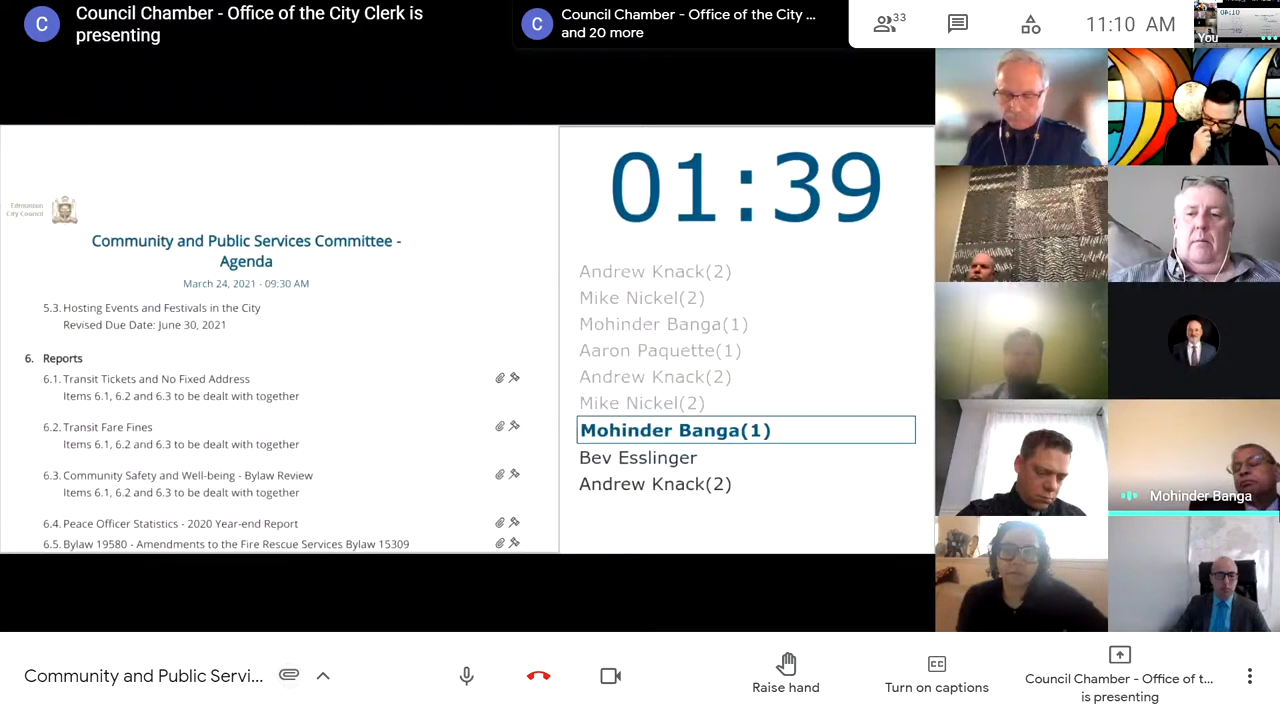 Council Chamber - Office of the City Clerk is
presenting
C
C
Council Chamber - Office of the City ...
and 20 more
33
11:10 AM
You
Edmonton
City Council
Community and Public Services Committee -
Agenda
March 24, 2021 - 09:30 AM
5.3. Hosting Events and Festivals in the City
Revised Due Date: June 30, 2021
6. Reports
6.1. Transit Tickets and No Fixed Address
Items 6.1, 6.2 and 6.3 to be dealt with together
6.2. Transit Fare Fines
Items 6.1, 6.2 and 6.3 to be dealt with together
6.3. Community Safety and Well-being - Bylaw Review
Items 6.1, 6.2 and 6.3 to be dealt with together
6.4. Peace Officer Statistics - 2020 Year-end Report
6.5. Bylaw 19580 - Amendments to the Fire Rescue Services Bylaw 15309
01:39
Andrew Knack(2)
Mike Nickel(2)
Mohinder Banga(1)
Aaron Paquette(1)
Andrew Knack(2)
Mike Nickel(2)
Mohinder Banga(1)
Bev Esslinger
Andrew Knack(2)
Mohinder Banga
Community and Public Servi...
Raise hand
CC
Turn on captions
Council Chamber - Office of t...
is presenting